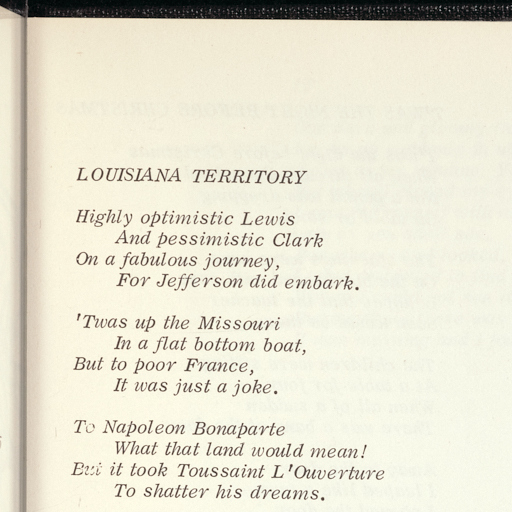 LOUISIANA TERRITORY
Highly optimistic Lewis
And pessimistic Clark
On a fabulous journey,
For Jefferson did embark.
'Twas up the Missouri
In a flat bottom boat,
But to poor France,
It was just a joke.
To Napoleon Bonaparte
What that land would mean!
But it took Toussaint L'Ouverture
To shatter his dreams.